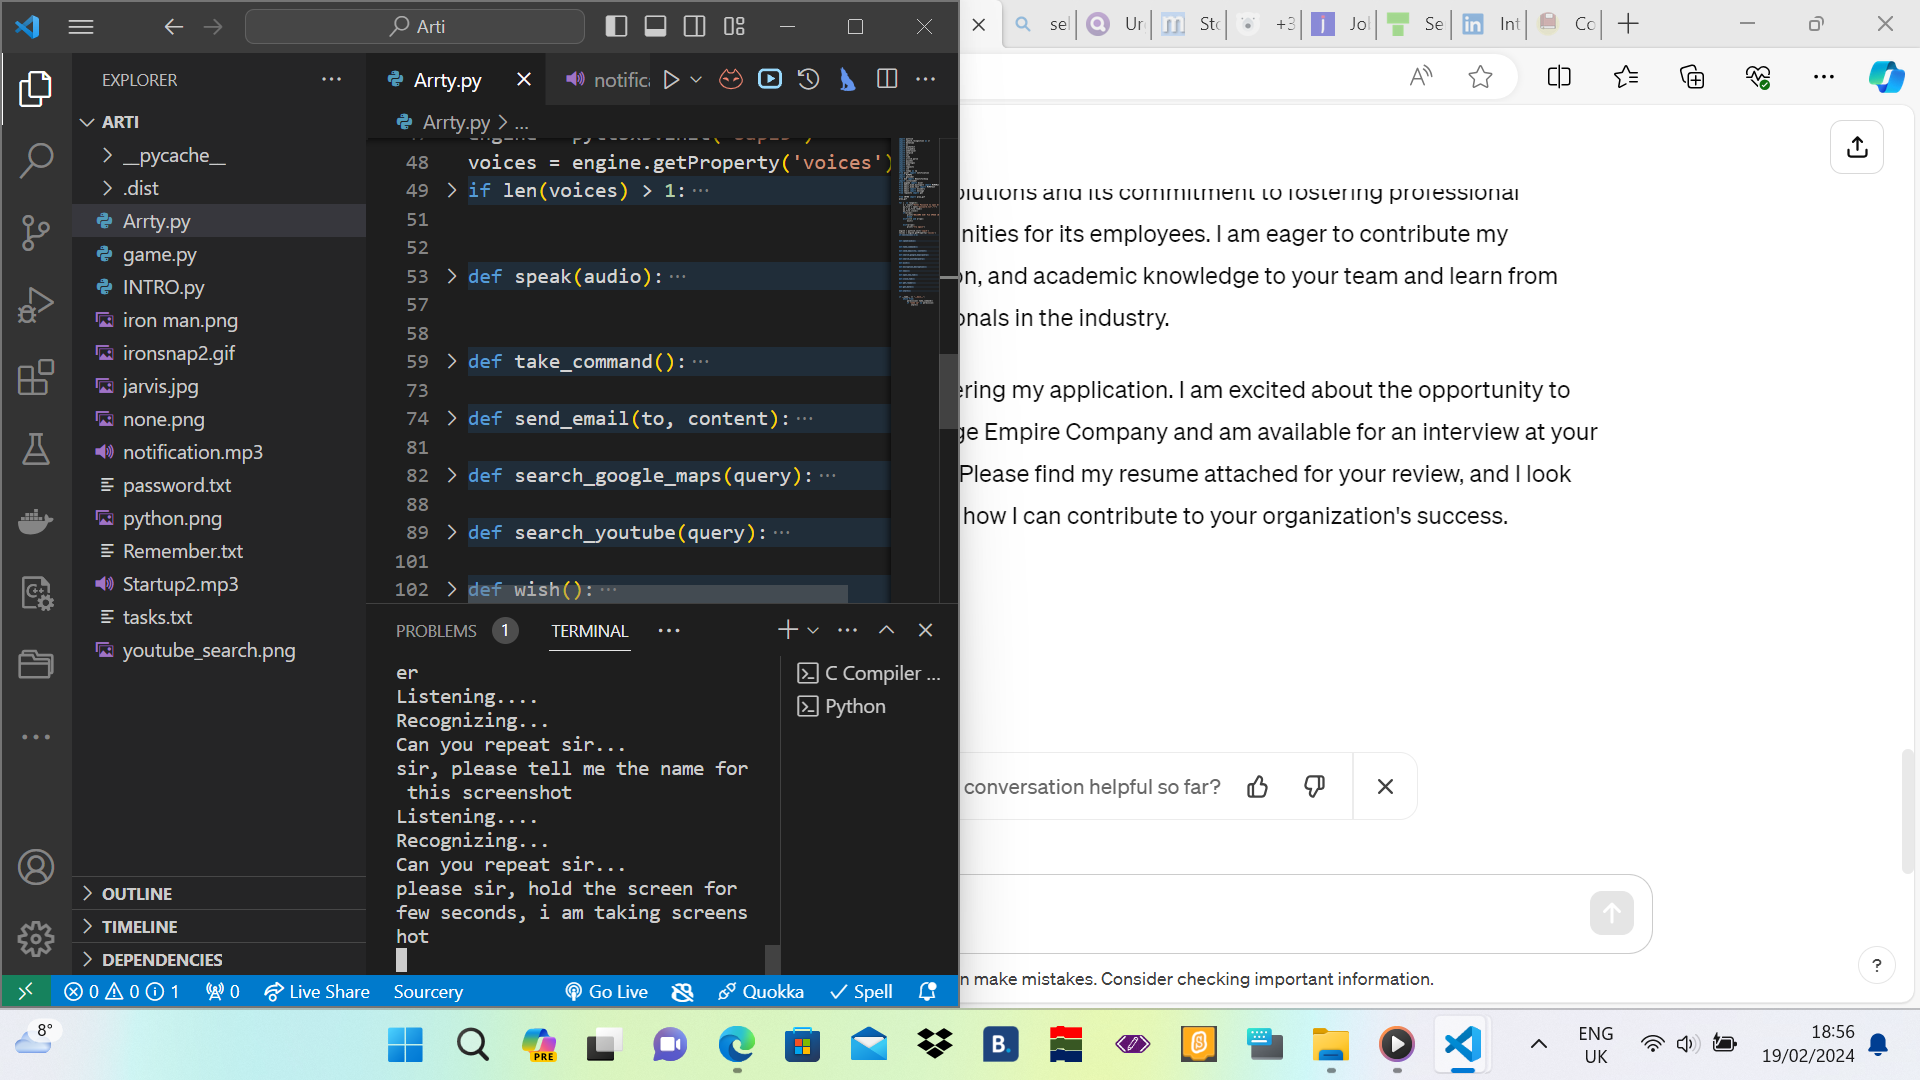 Arti
EXPLORER
ARTI
__pycache__
.dist
Arrty.py
game.py
INTRO.py
iron man.png
ironsnap2.gif
jarvis.jpg
none.png
notification.mp3
password.txt
python.png
Remember.txt
Startup2.mp3
tasks.txt
youtube_search.png
OUTLINE
TIMELINE
DEPENDENCIES
Arrty.py
notific
Arrty.py > ...
48 voices = engine.getProperty('voices')
49 if len(voices) > 1:···
51
52
53 def speak(audio):···
57
58
59 def take_command():···
73
74 def send_email(to, content):···
81
82 def search_google_maps(query):···
88
89 def search_youtube(query):···
101
102 def wish():···
PROBLEMS 1 TERMINAL
er
Listening....
Recognizing...
Can you repeat sir...
sir, please tell me the name for
this screenshot
Listening....
Recognizing...
Can you repeat sir...
please sir, hold the screen for
few seconds, i am taking screens
hot
C Compiler ...
Python
0 0 1 0 Live Share Sourcery Go Live Quokka Spell
sel Ur Sto +3 Jol Se Int Co
olutions and its commitment to fostering professional
nities for its employees. I am eager to contribute my
on, and academic knowledge to your team and learn from
onals in the industry.
ering my application. I am excited about the opportunity to
ge Empire Company and am available for an interview at your
Please find my resume attached for your review, and I look
how I can contribute to your organization's success.
conversation helpful so far?
n make mistakes. Consider checking important information.
?
8°
PRE
B.
ENG
UK
18:56
19/02/2024